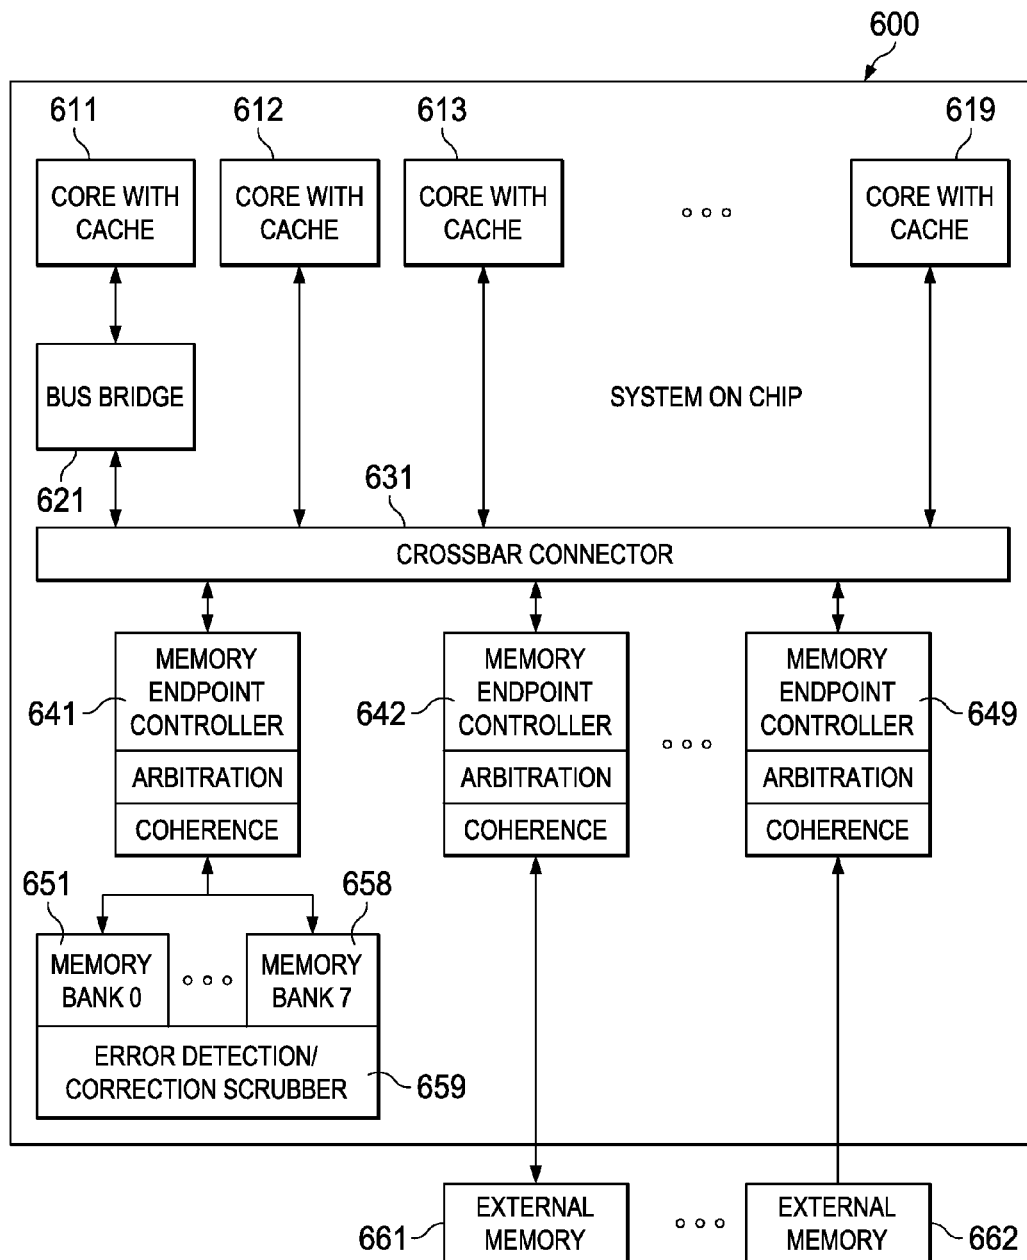 600
611
612
613
619
CORE WITH
CACHE
CORE WITH
CACHE
CORE WITH
CACHE
CORE WITH
CACHE
BUS BRIDGE
SYSTEM ON CHIP
621
631
CROSSBAR CONNECTOR
MEMORY
ENDPOINT
CONTROLLER
ARBITRATION
COHERENCE
641
MEMORY
ENDPOINT
CONTROLLER
ARBITRATION
COHERENCE
642
MEMORY
ENDPOINT
CONTROLLER
ARBITRATION
COHERENCE
649
651
658
MEMORY
BANK 0
MEMORY
BANK 7
ERROR DETECTION/
CORRECTION SCRUBBER
659
EXTERNAL
MEMORY
661
EXTERNAL
MEMORY
662